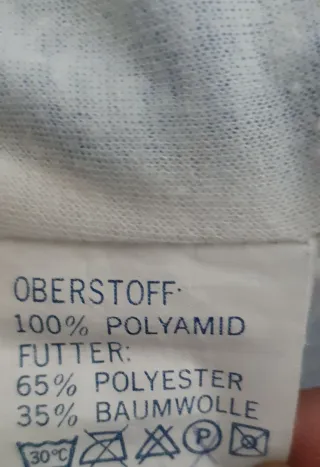 OBERSTOFF:
100% POLYAMID
FUTTER:
65% POLYESTER
35% BAUMWOLLE
30°C P